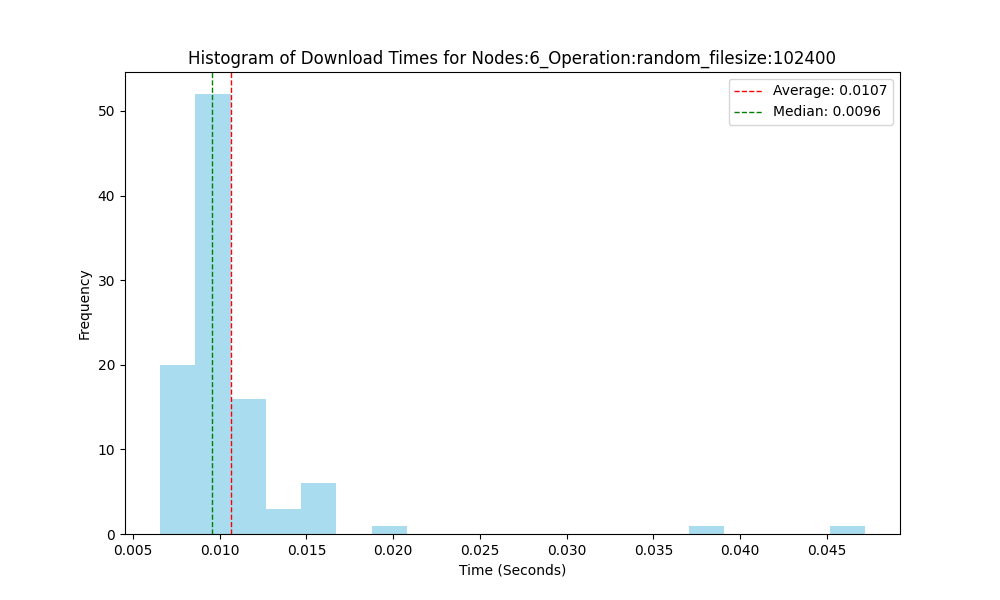 Histogram of Download Times for Nodes:6_Operation:random_filesize:102400
Average: 0.0107
Median: 0.0096
Frequency
50
40
30
20
10
0
0.005 0.010 0.015 0.020 0.025 0.030 0.035 0.040 0.045
Time (Seconds)